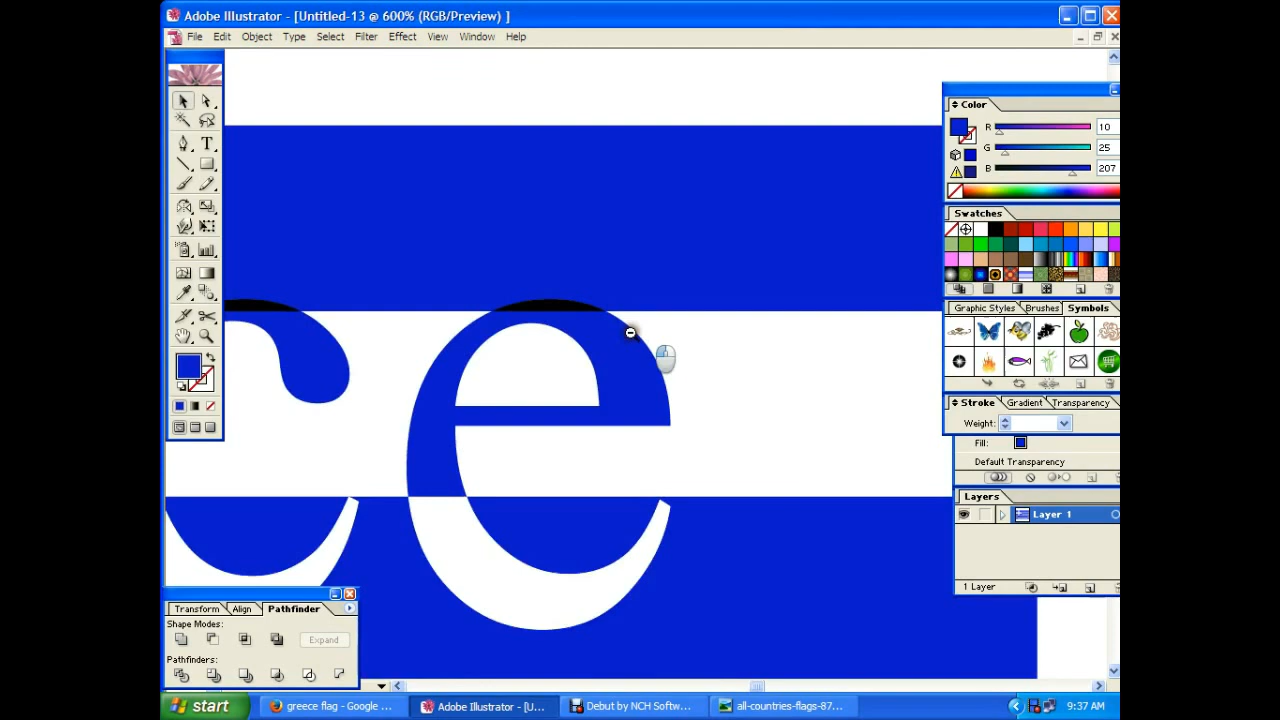 Adobe Illustrator - [Untitled-13 @ 600% (RGB/Preview) ]
File Edit Object Type Select Filter Effect View Window Help
Color
R 10
G 25
B 207
Swatches
Graphic Styles Brushes Symbols
Stroke Gradient Transparency
Weight:
Fill:
Default Transparency
Layers
Layer 1
1 Layer
ce
Transform Align Pathfinder
Shape Modes:
Expand
Pathfinders:
start greece flag - Google ... Adobe Illustrator - [U... Debut by NCH Softw... all-countries-flags-87... 9:37 AM